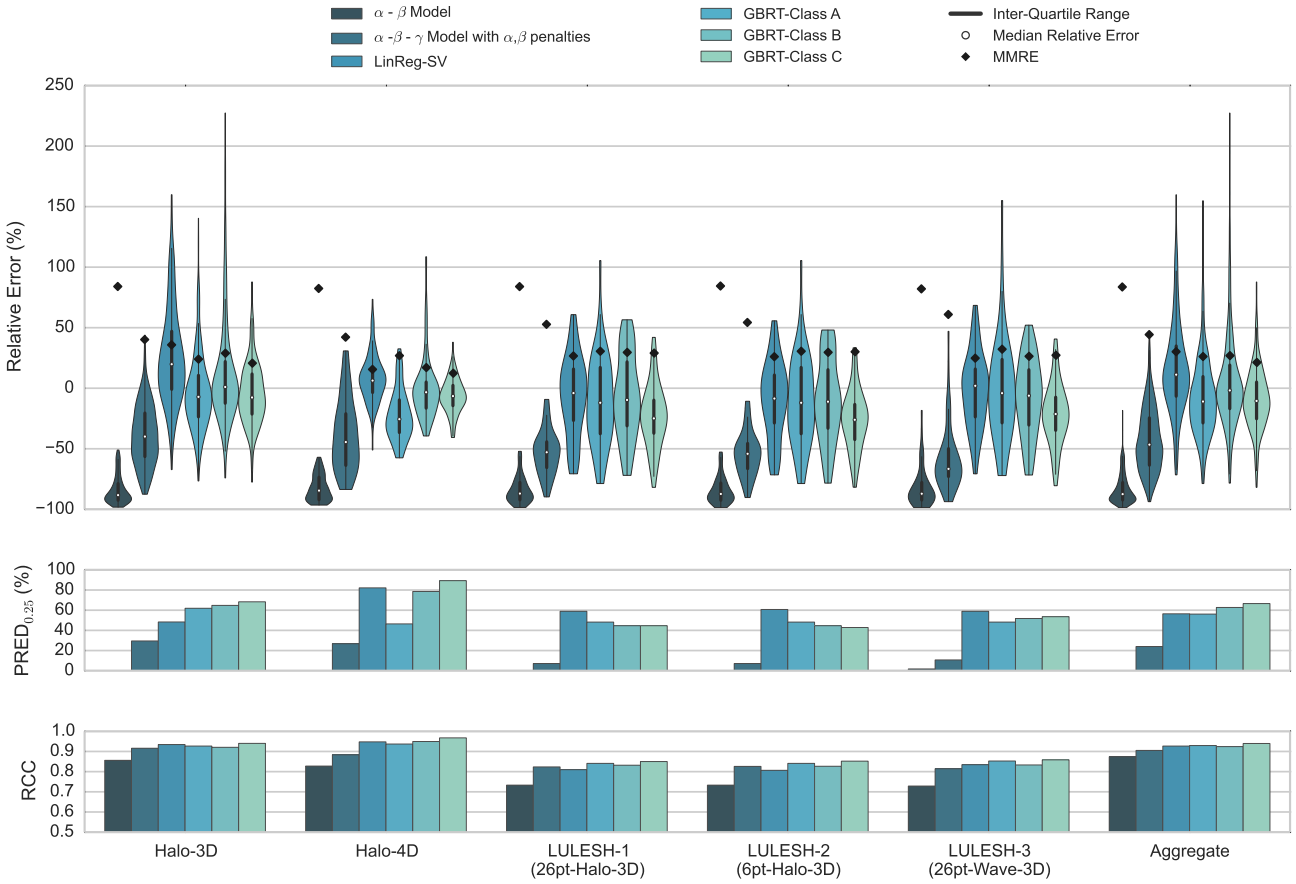 α - β Model
α -β - γ Model with α,β penalties
LinReg-SV
GBRT-Class A
GBRT-Class B
GBRT-Class C
Inter-Quartile Range
Median Relative Error
MMRE
Relative Error (%)
250
200
150
100
50
0
−50
−100
PRED0.25 (%)
100
80
60
40
20
0
RCC
1.0
0.9
0.8
0.7
0.6
0.5
Halo-3D
Halo-4D
LULESH-1
(26pt-Halo-3D)
LULESH-2
(6pt-Halo-3D)
LULESH-3
(26pt-Wave-3D)
Aggregate